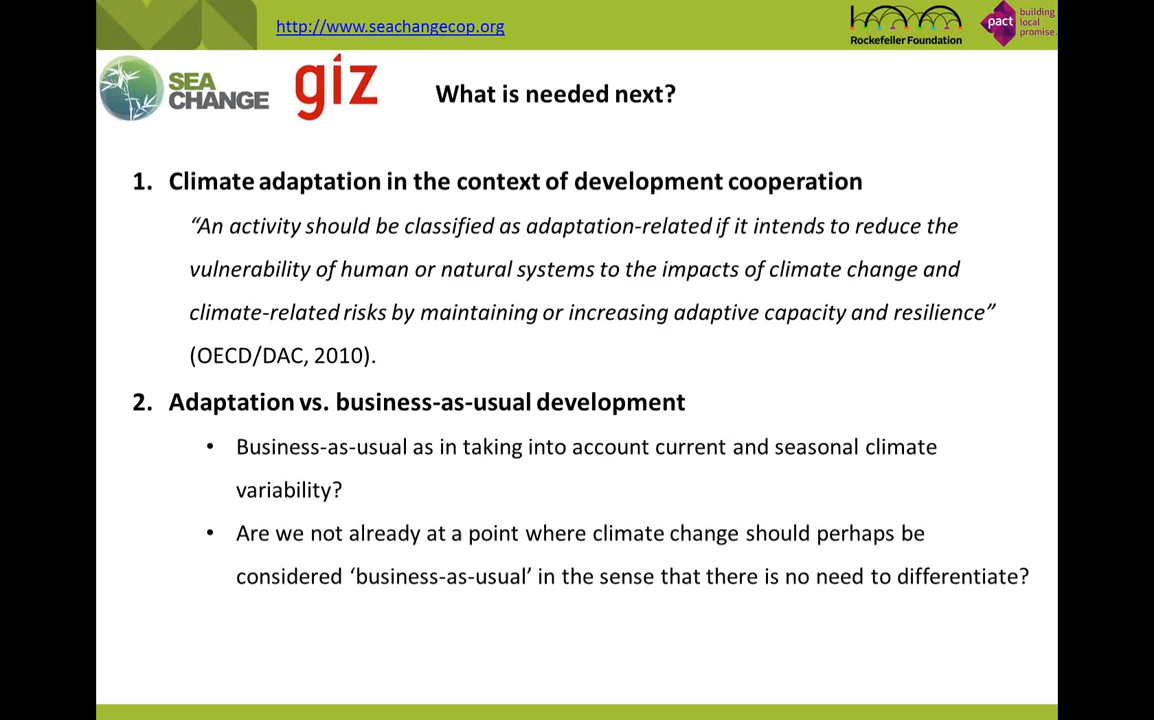 http://www.seachangecop.org
Rockefeller Foundation
pact
building
local
promise.
SEA
CHANGE
giz
What is needed next?
1. Climate adaptation in the context of development cooperation
“An activity should be classified as adaptation-related if it intends to reduce the
vulnerability of human or natural systems to the impacts of climate change and
climate-related risks by maintaining or increasing adaptive capacity and resilience”
(OECD/DAC, 2010).
2. Adaptation vs. business-as-usual development
• Business-as-usual as in taking into account current and seasonal climate
variability?
• Are we not already at a point where climate change should perhaps be
considered ‘business-as-usual’ in the sense that there is no need to differentiate?